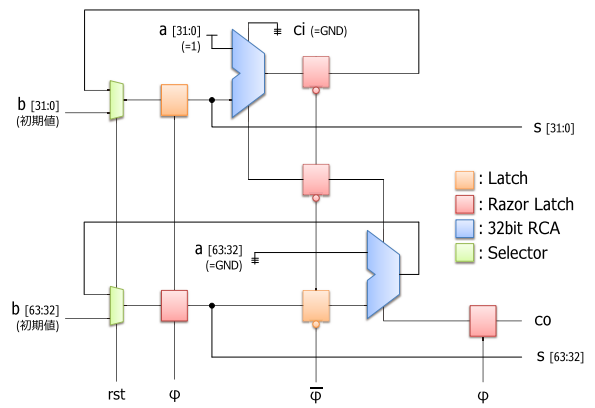 a [31:0]
(=1)
ci (=GND)
b [31:0]
(初期値)
s [31:0]
: Latch
: Razor Latch
: 32bit RCA
: Selector
a [63:32]
(=GND)
b [63:32]
(初期値)
co
s [63:32]
rst
φ
φ
φ